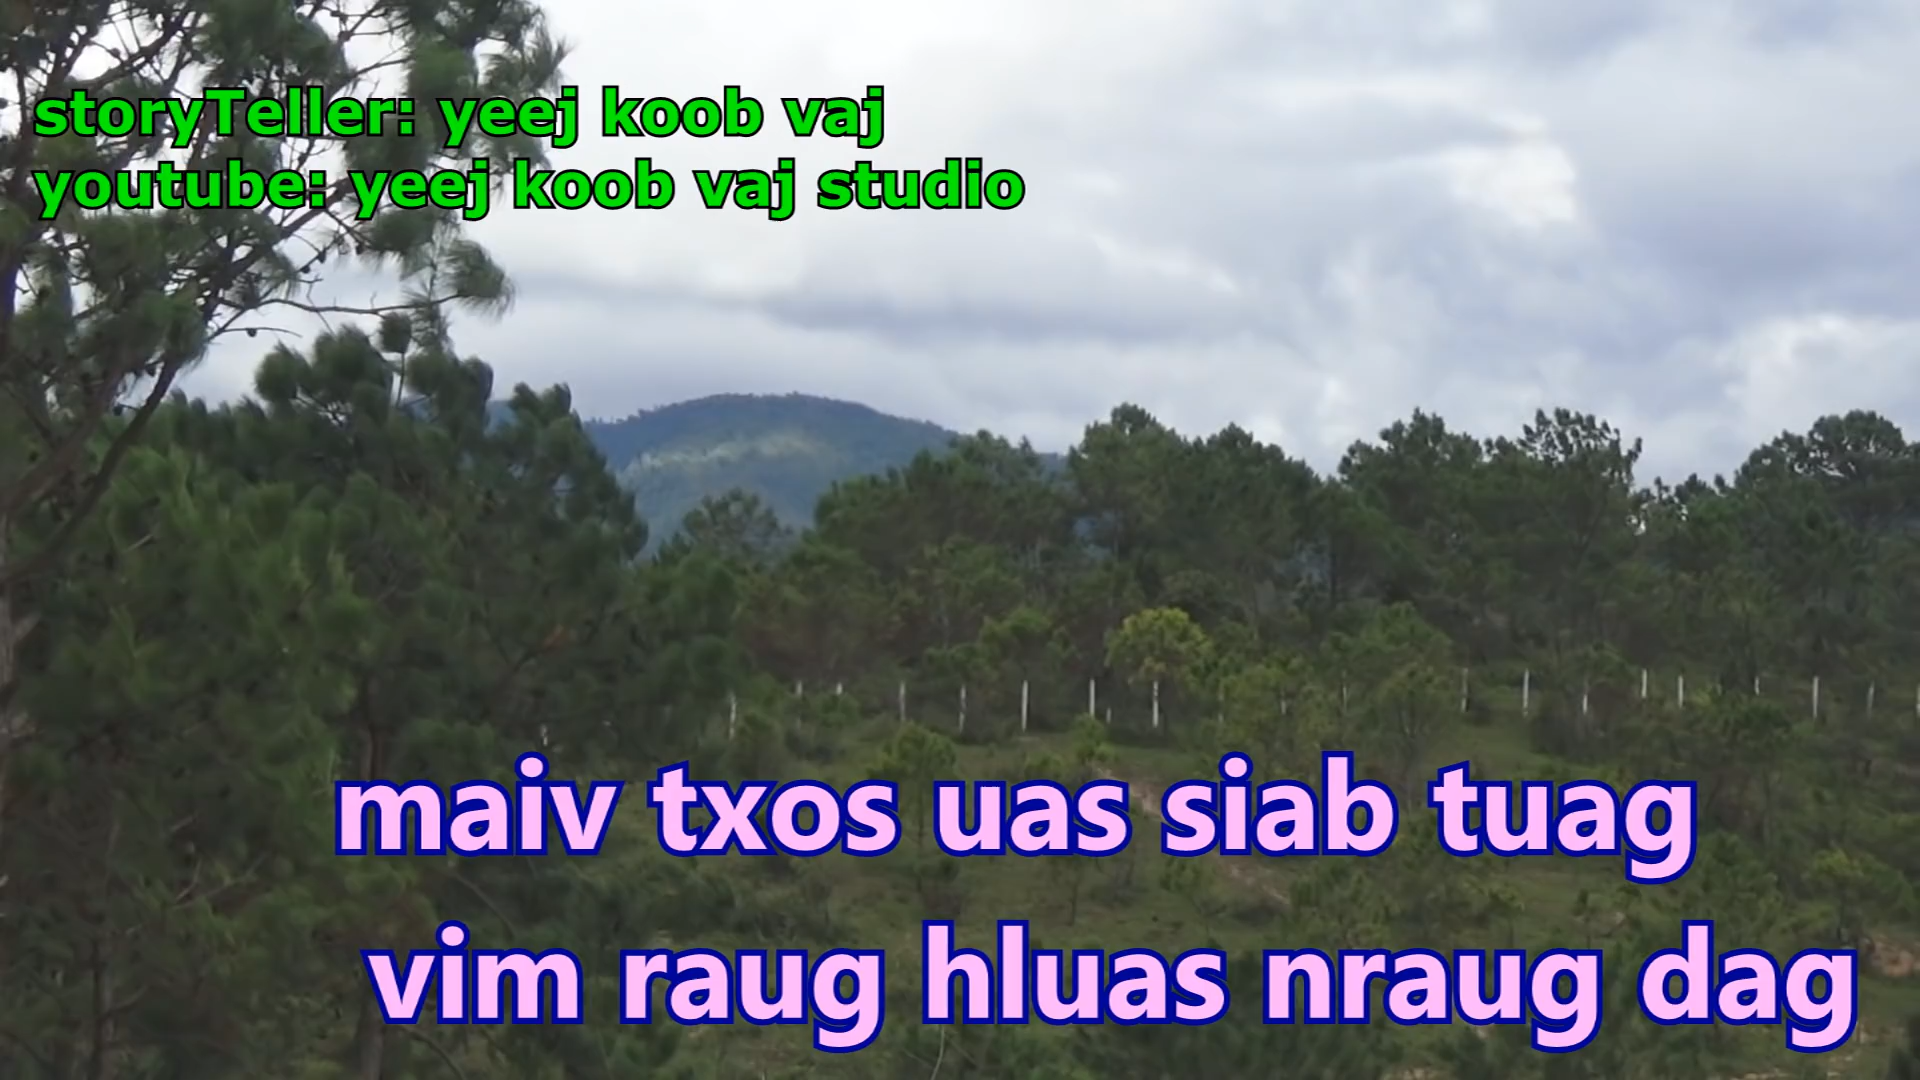 storyTeller: yeej koob vaj
youtube: yeej koob vaj studio
maiv txos uas siab tuag
vim raug hluas nraug dag